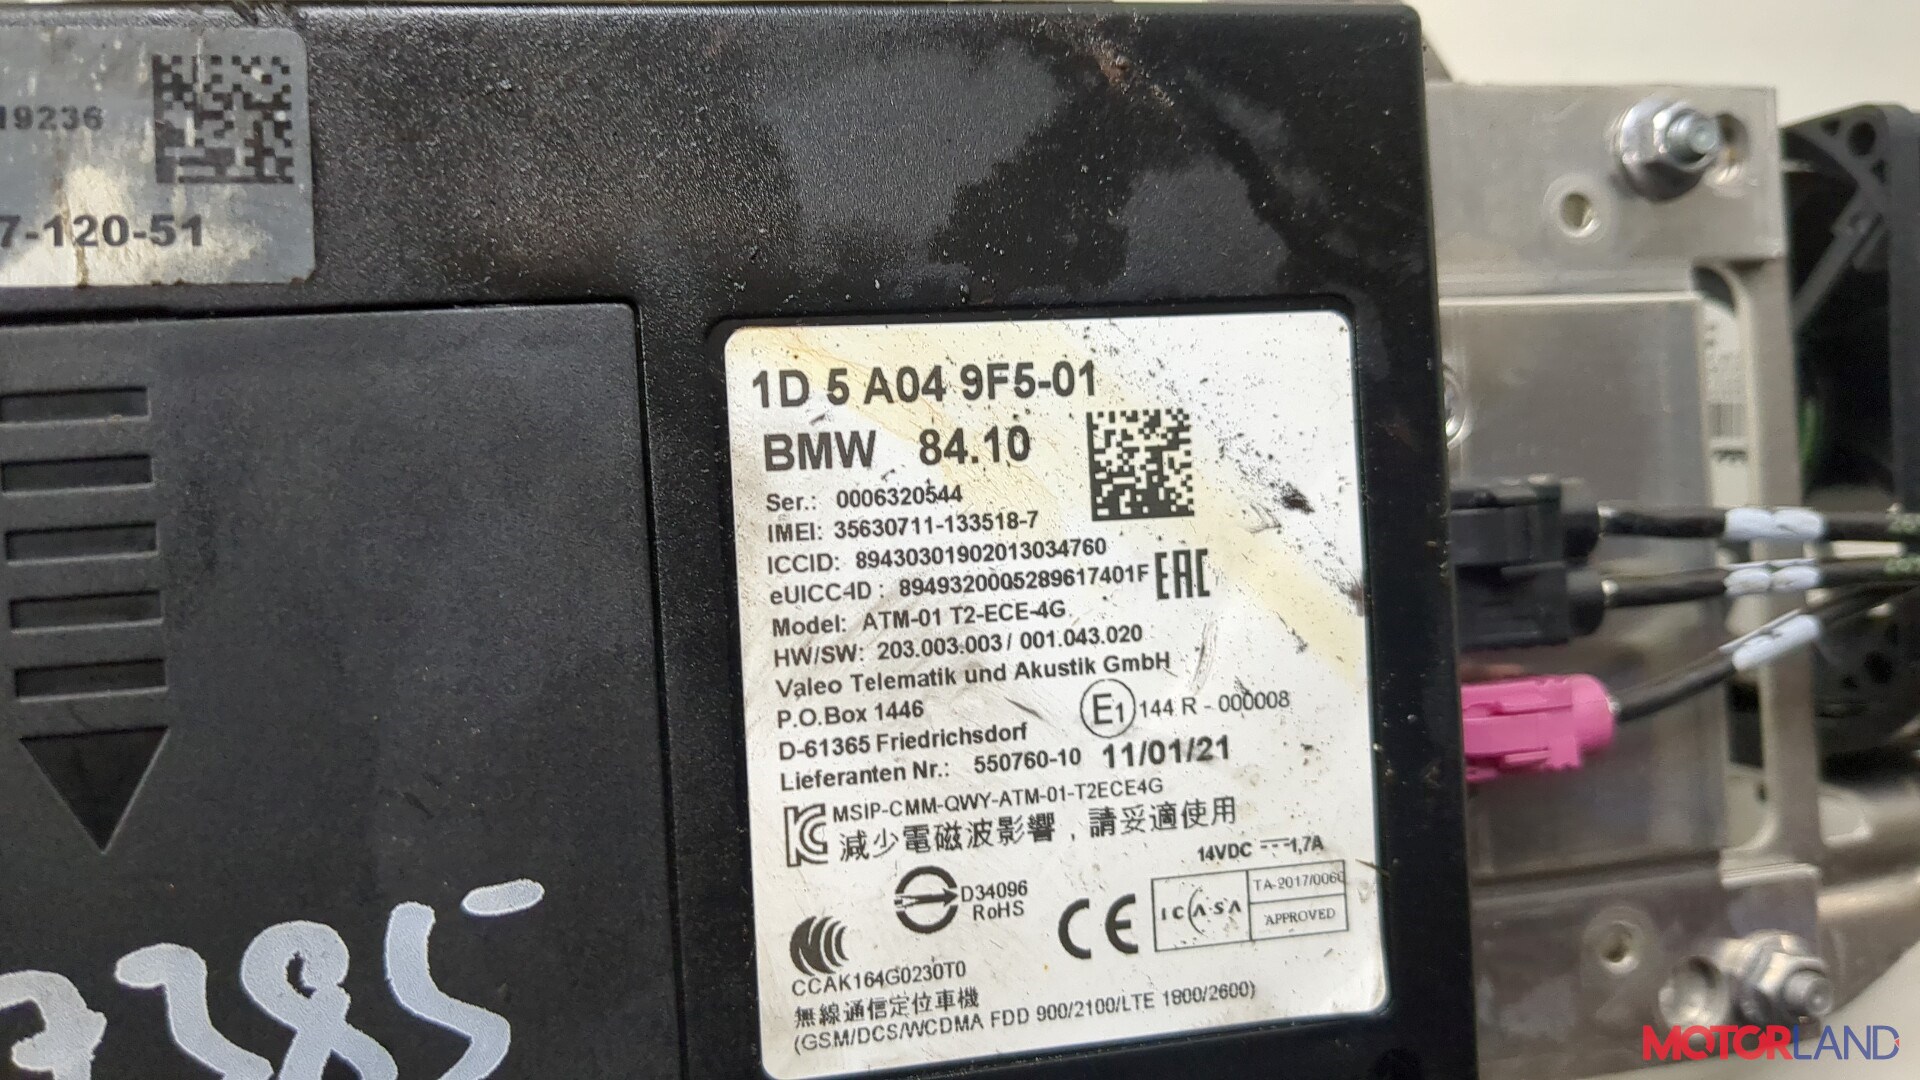 19236
7-120-51
1D 5 A04 9F5-01
BMW 84.10
Ser.: 0006320544
IMEI: 35630711-133518-7
ICCID: 89430301902013034760
eUICC-ID : 8949320005289617401F
EAC
Model: ATM-01 T2-ECE-4G
HW/SW: 203.003.003 / 001.043.020
Valeo Telematik und Akustik GmbH
P.O.Box 1446
E1 144 R - 000008
D-61365 Friedrichsdorf
Lieferanten Nr.: 550760-10 11/01/21
MSIP-CMM-QWY-ATM-01-T2ECE4G
減少電磁波影響，請妥適使用
14VDC 1,7A
D34096
RoHS
CE
ICASA
TA-2017/0060
APPROVED
CCAK164G0230T0
無線通信定位車機
(GSM/DCS/WCDMA FDD 900/2100/LTE 1800/2600)
385-
MOTORLAND